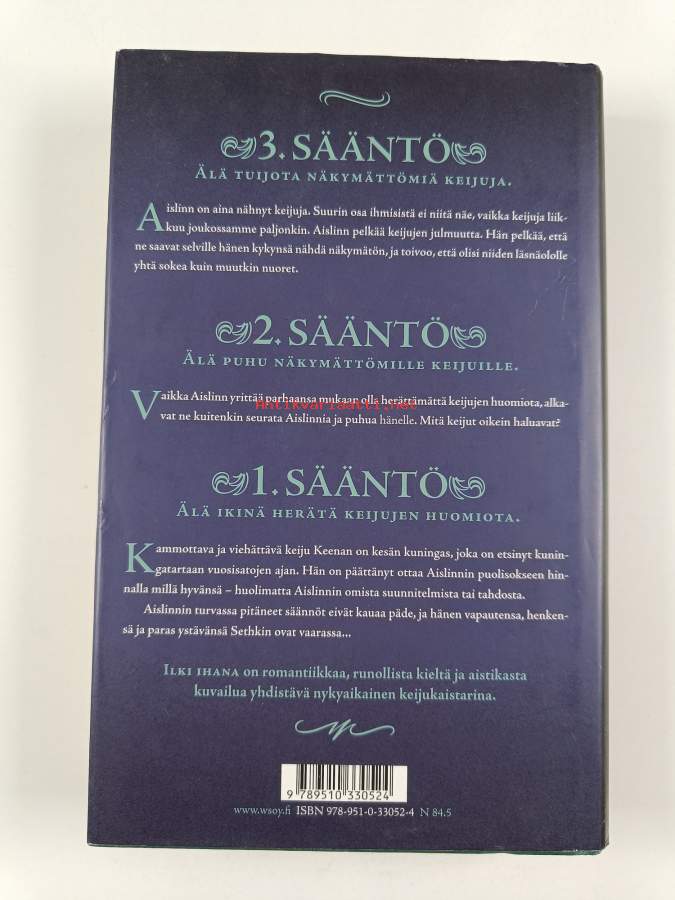 3. SÄÄNTÖ
ÄLÄ TUIJOTA NÄKYMÄTTÖMIÄ KEIJUJA.
Aislinn on aina nähnyt keijuja. Suurin osa ihmisistä ei niitä näe, vaikka keijuja liik-
kuu joukossamme paljonkin. Aislinn pelkää keijujen julmuutta. Hän pelkää, että
ne saavat selville hänen kykynsä nähdä näkymätön, ja toivoo, että olisi niiden läsnäololle
yhtä sokea kuin muutkin nuoret.
2. SÄÄNTÖ
ÄLÄ PUHU NÄKYMÄTTÖMILLE KEIJUILLE.
Vaikka Aislinn yrittää parhaansa mukaan olla herättämättä keijujen huomiota, alka-
Antikvariaatti.net
vat ne kuitenkin seurata Aislinnia ja puhua hänelle. Mitä keijut oikein haluavat?
1. SÄÄNTÖ
ÄLÄ IKINÄ HERÄTÄ KEIJUJEN HUOMIOTA.
Kammottava ja viehättävä keiju Keenan on kesän kuningas, joka on etsinyt kunin-
gatartaan vuosisatojen ajan. Hän on päättänyt ottaa Aislinnin puolisokseen hin-
nalla millä hyvänsä – huolimatta Aislinnin omista suunnitelmista tai tahdosta.
Aislinnin turvassa pitäneet säännöt eivät kauaa päde, ja hänen vapautensa, henken-
sä ja paras ystävänsä Sethkin ovat vaarassa...
ILKI IHANA on romantiikkaa, runollista kieltä ja aistikasta
kuvailua yhdistävä nykyaikainen keijukaistarina.
9 789510 330524
www.wsoy.fi ISBN 978-951-0-33052-4 N 84.5